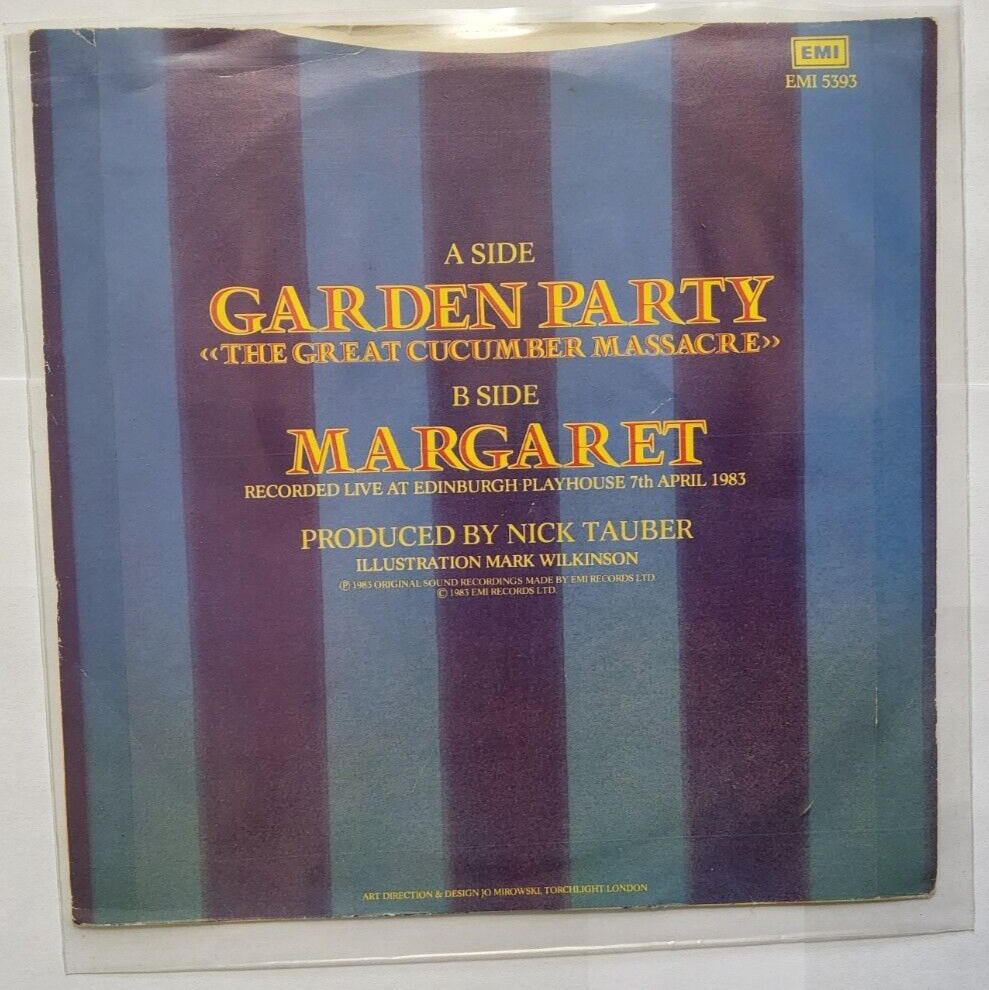 EMI
EMI 5393
A SIDE
GARDEN PARTY
‹‹THE GREAT CUCUMBER MASSACRE››
B SIDE
MARGARET
RECORDED LIVE AT EDINBURGH PLAYHOUSE 7th APRIL 1983
PRODUCED BY NICK TAUBER
ILLUSTRATION MARK WILKINSON
℗ 1983 ORIGINAL SOUND RECORDINGS MADE BY EMI RECORDS LTD.
© 1983 EMI RECORDS LTD.
ART DIRECTION & DESIGN JO MIROWSKI, TORCHLIGHT LONDON